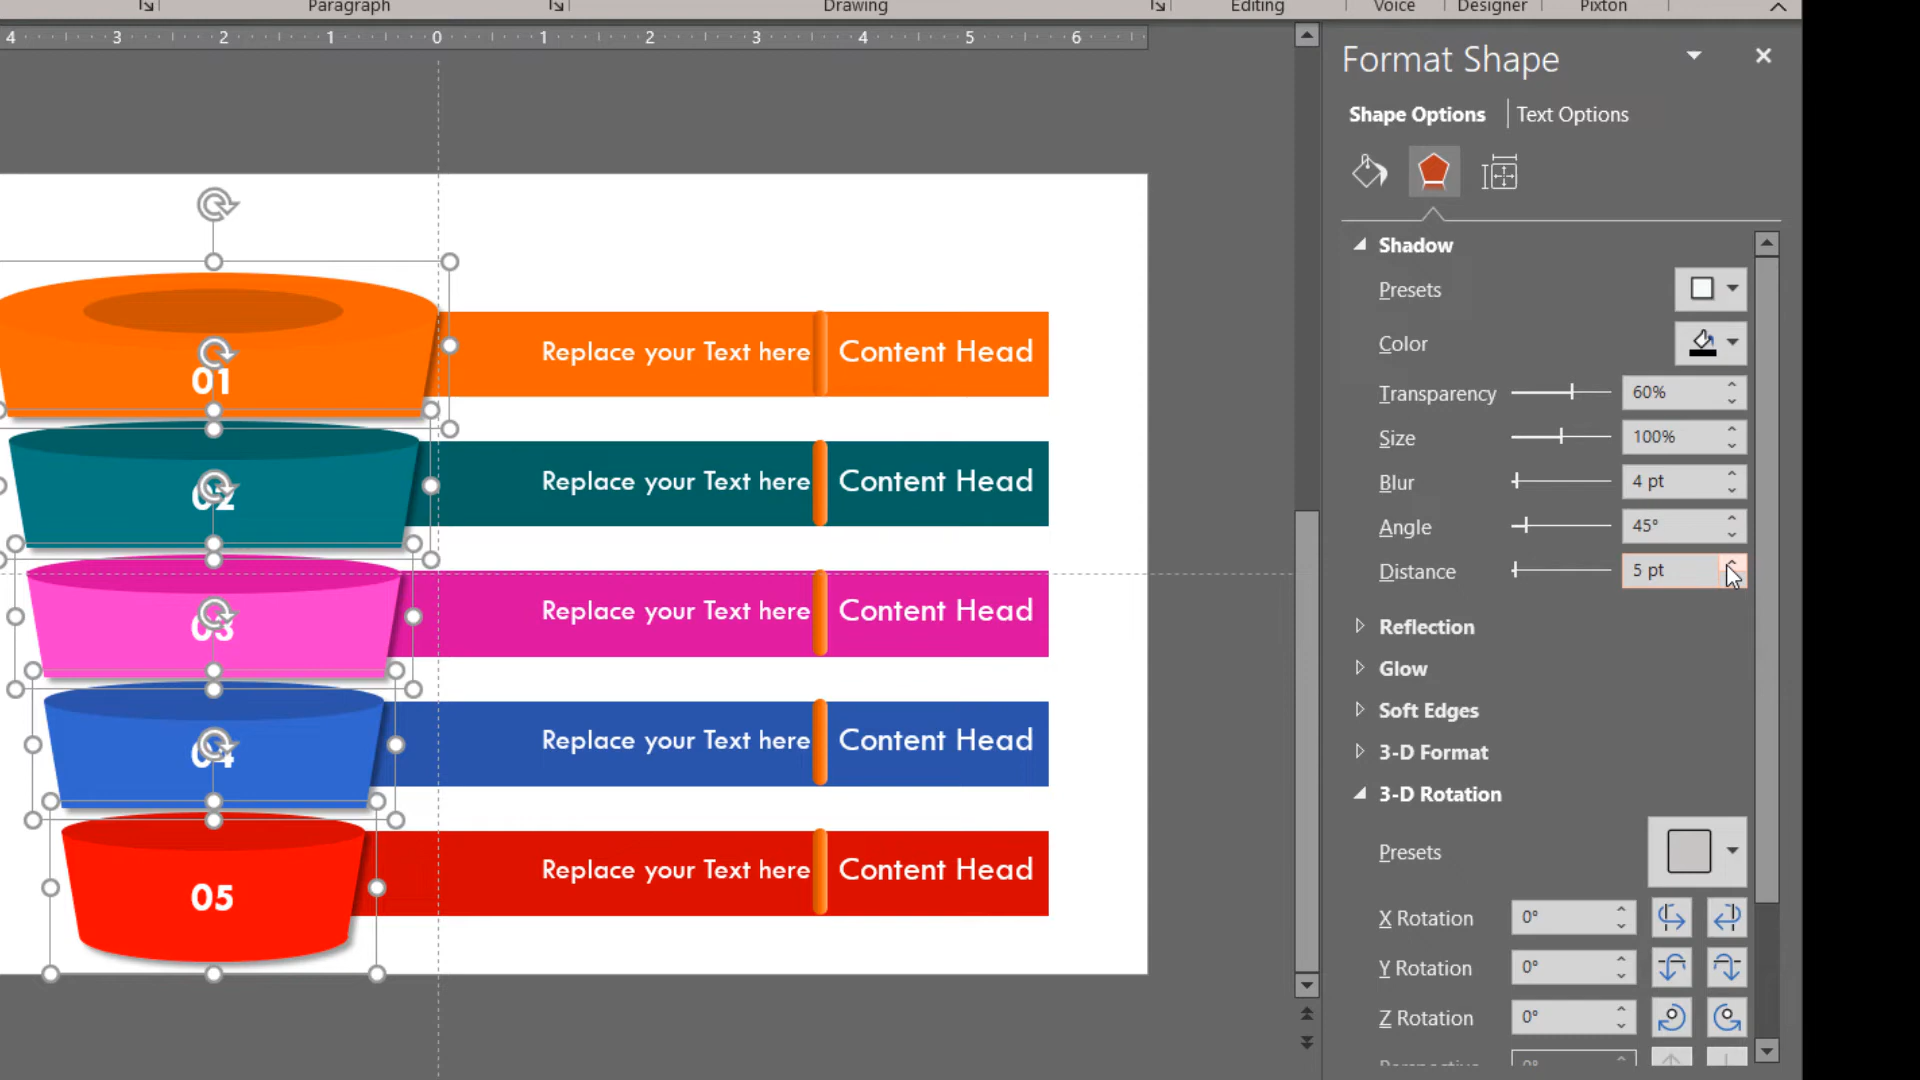 Paragraph
Drawing
Editing
Voice
Designer
Pixton
4 3 2 1 0 1 2 3 4 5 6
Format Shape
Shape Options
Text Options
Shadow
Presets
Color
Transparency 60%
Size 100%
Blur 4 pt
Angle 45°
Distance 5 pt
Reflection
Glow
Soft Edges
3-D Format
3-D Rotation
Presets
X Rotation 0°
Y Rotation 0°
Z Rotation 0°
01
Replace your Text here
Content Head
02
Replace your Text here
Content Head
03
Replace your Text here
Content Head
04
Replace your Text here
Content Head
05
Replace your Text here
Content Head